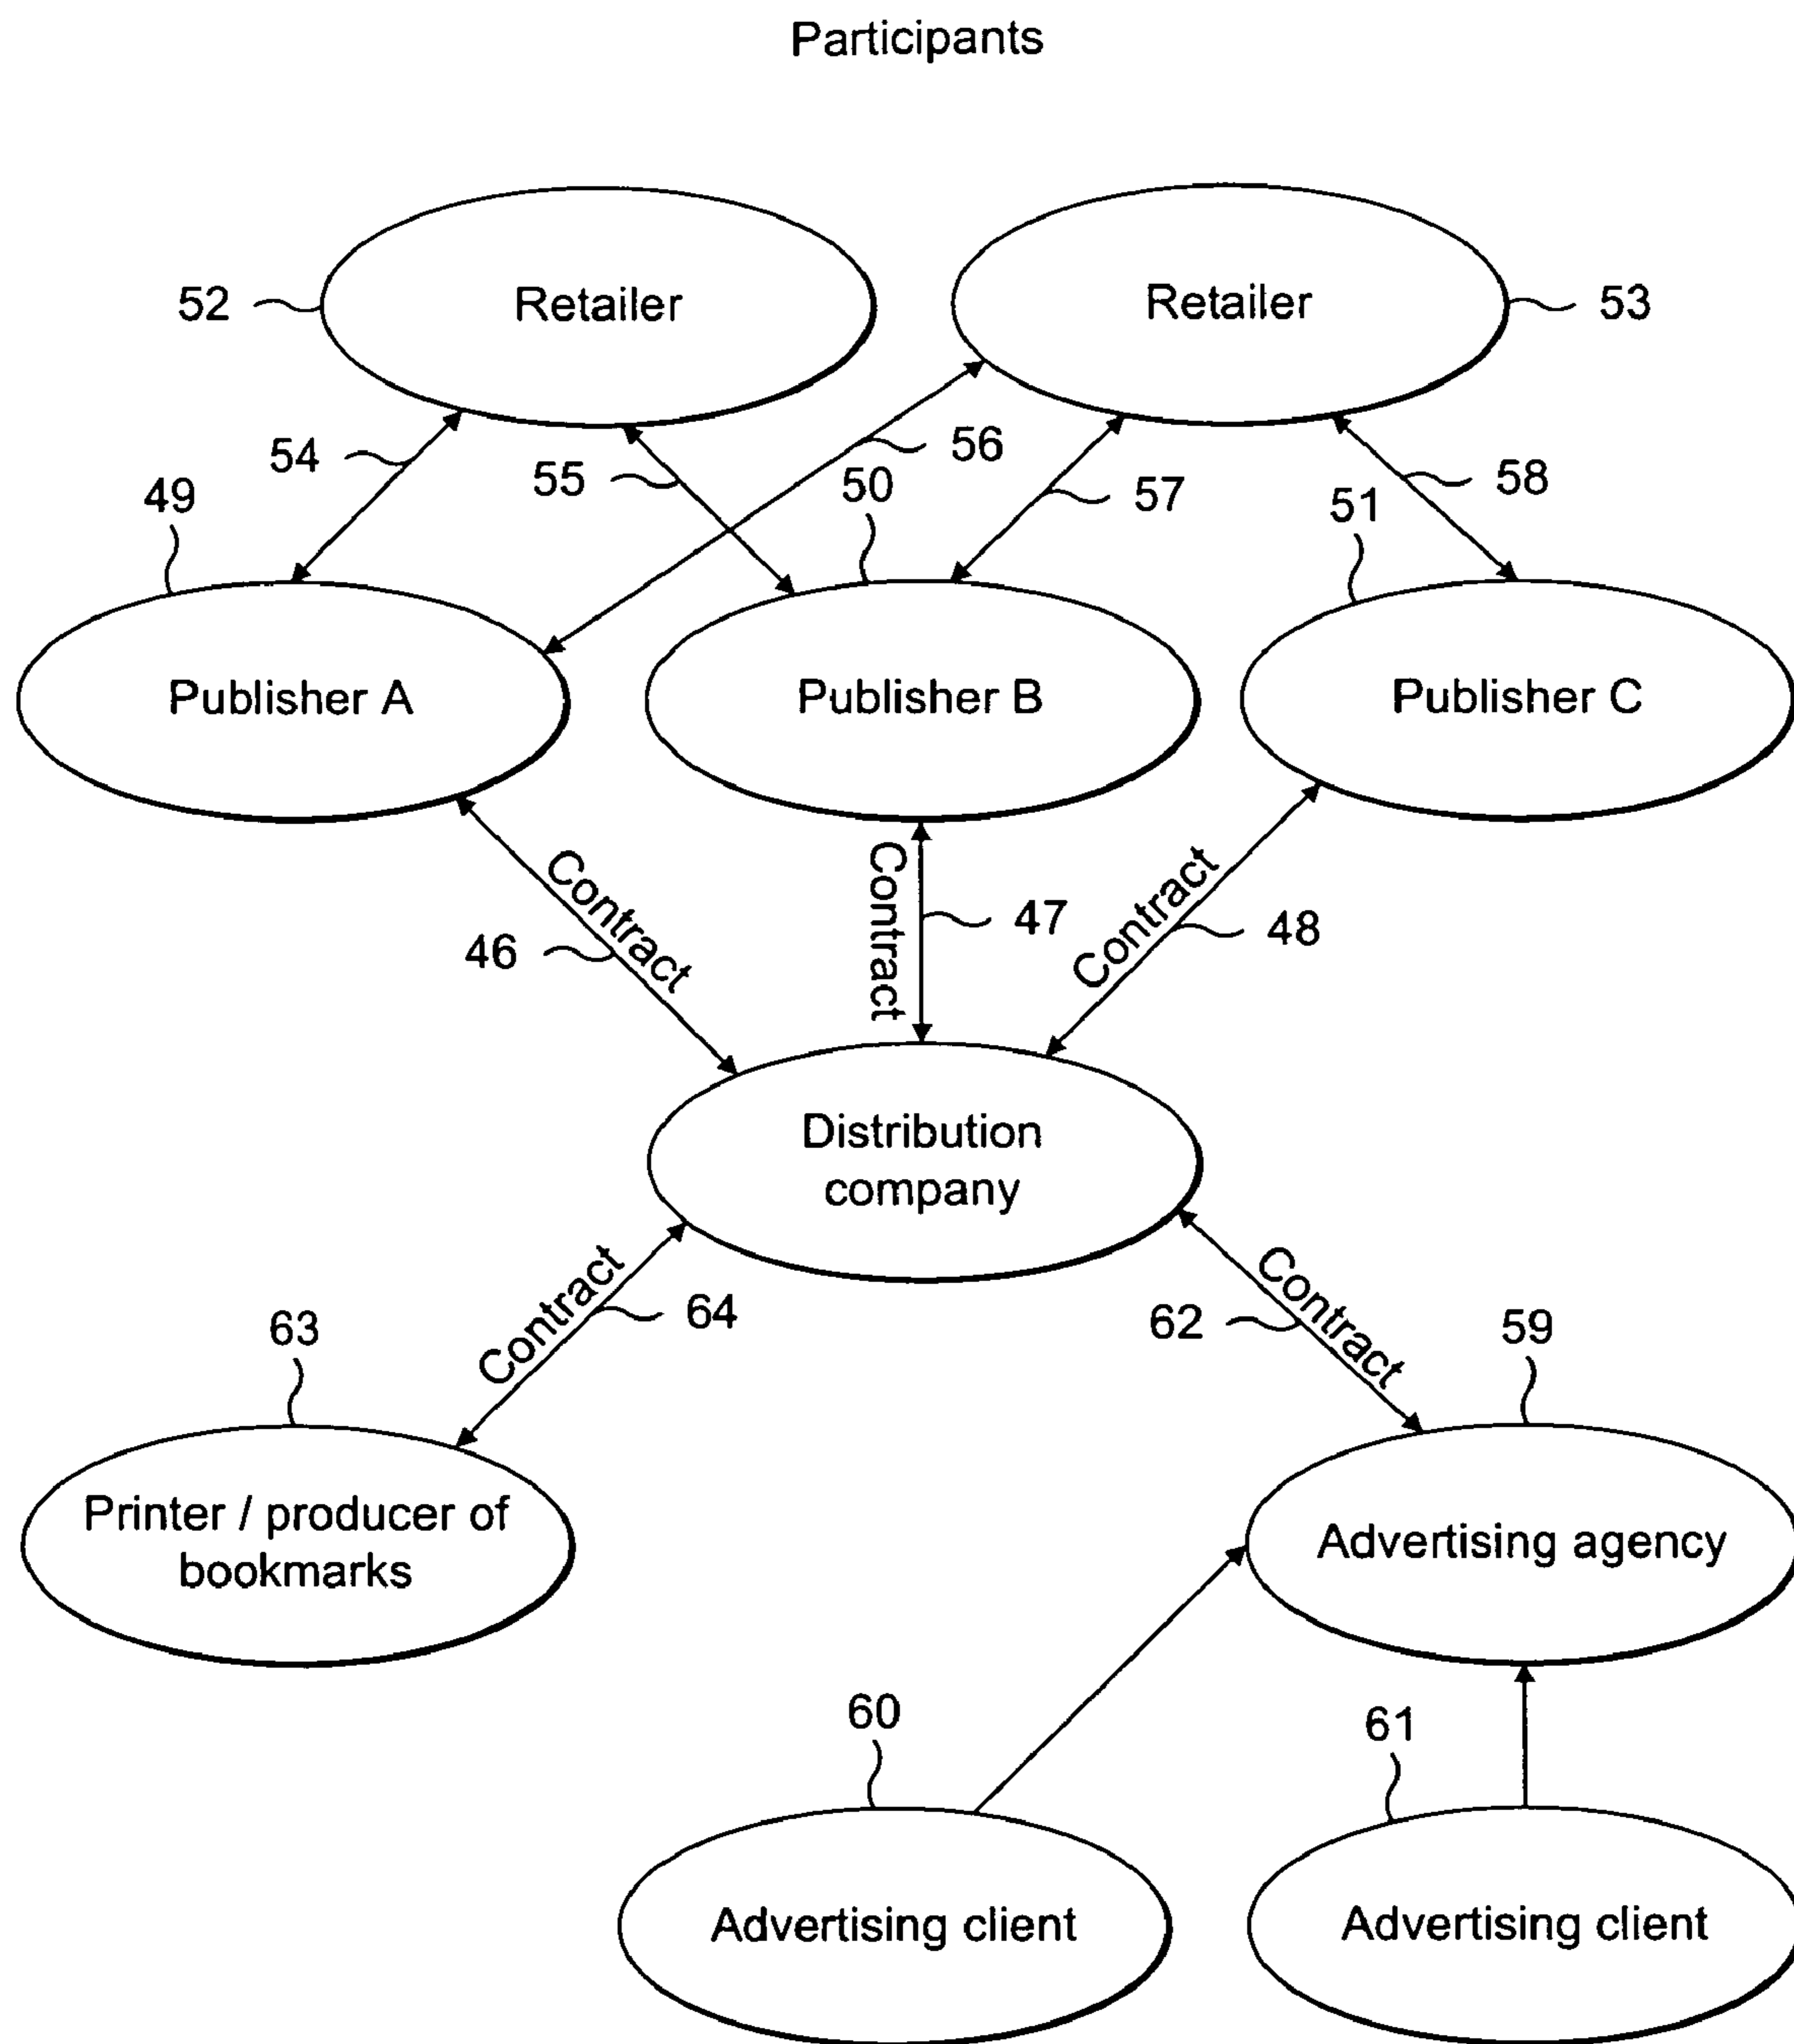 Participants
52
Retailer
Retailer
53
54
55
56
57
58
49
50
51
Publisher A
Publisher B
Publisher C
Contract
46
Contract
47
Contract
48
Distribution
company
Contract
64
Contract
62
63
59
Printer / producer of
bookmarks
Advertising agency
60
61
Advertising client
Advertising client